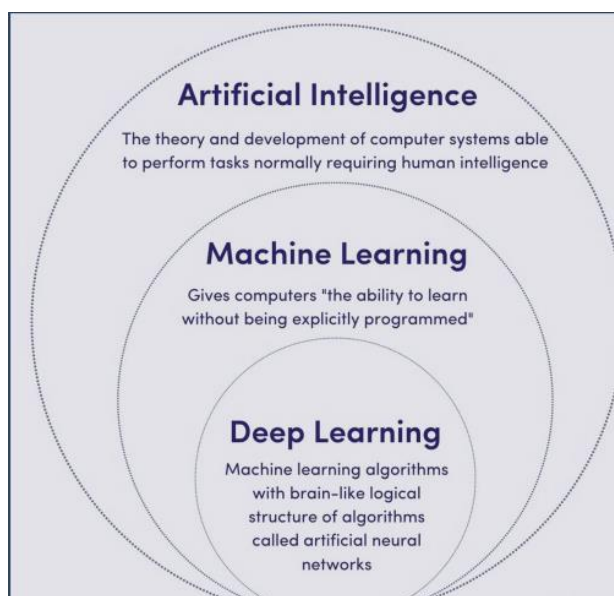 Artificial Intelligence
The theory and development of computer systems able
to perform tasks normally requiring human intelligence
Machine Learning
Gives computers "the ability to learn
without being explicitly programmed"
Deep Learning
Machine learning algorithms
with brain-like logical
structure of algorithms
called artificial neural
networks